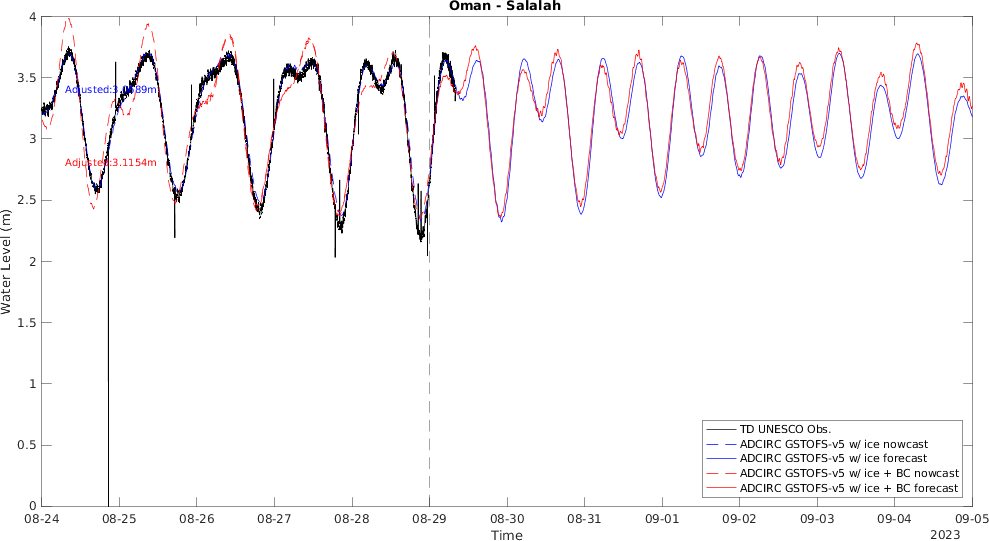 Oman - Salalah
4
3.5
3
2.5
2
1.5
1
0.5
0
Water Level (m)
Adjusted:3.1154m
TD UNESCO Obs.
ADCIRC GSTOFS-v5 w/ ice nowcast
ADCIRC GSTOFS-v5 w/ ice forecast
ADCIRC GSTOFS-v5 w/ ice + BC nowcast
ADCIRC GSTOFS-v5 w/ ice + BC forecast
08-24 08-25 08-26 08-27 08-28 08-29 08-30 08-31 09-01 09-02 09-03 09-04 09-05
Time
2023